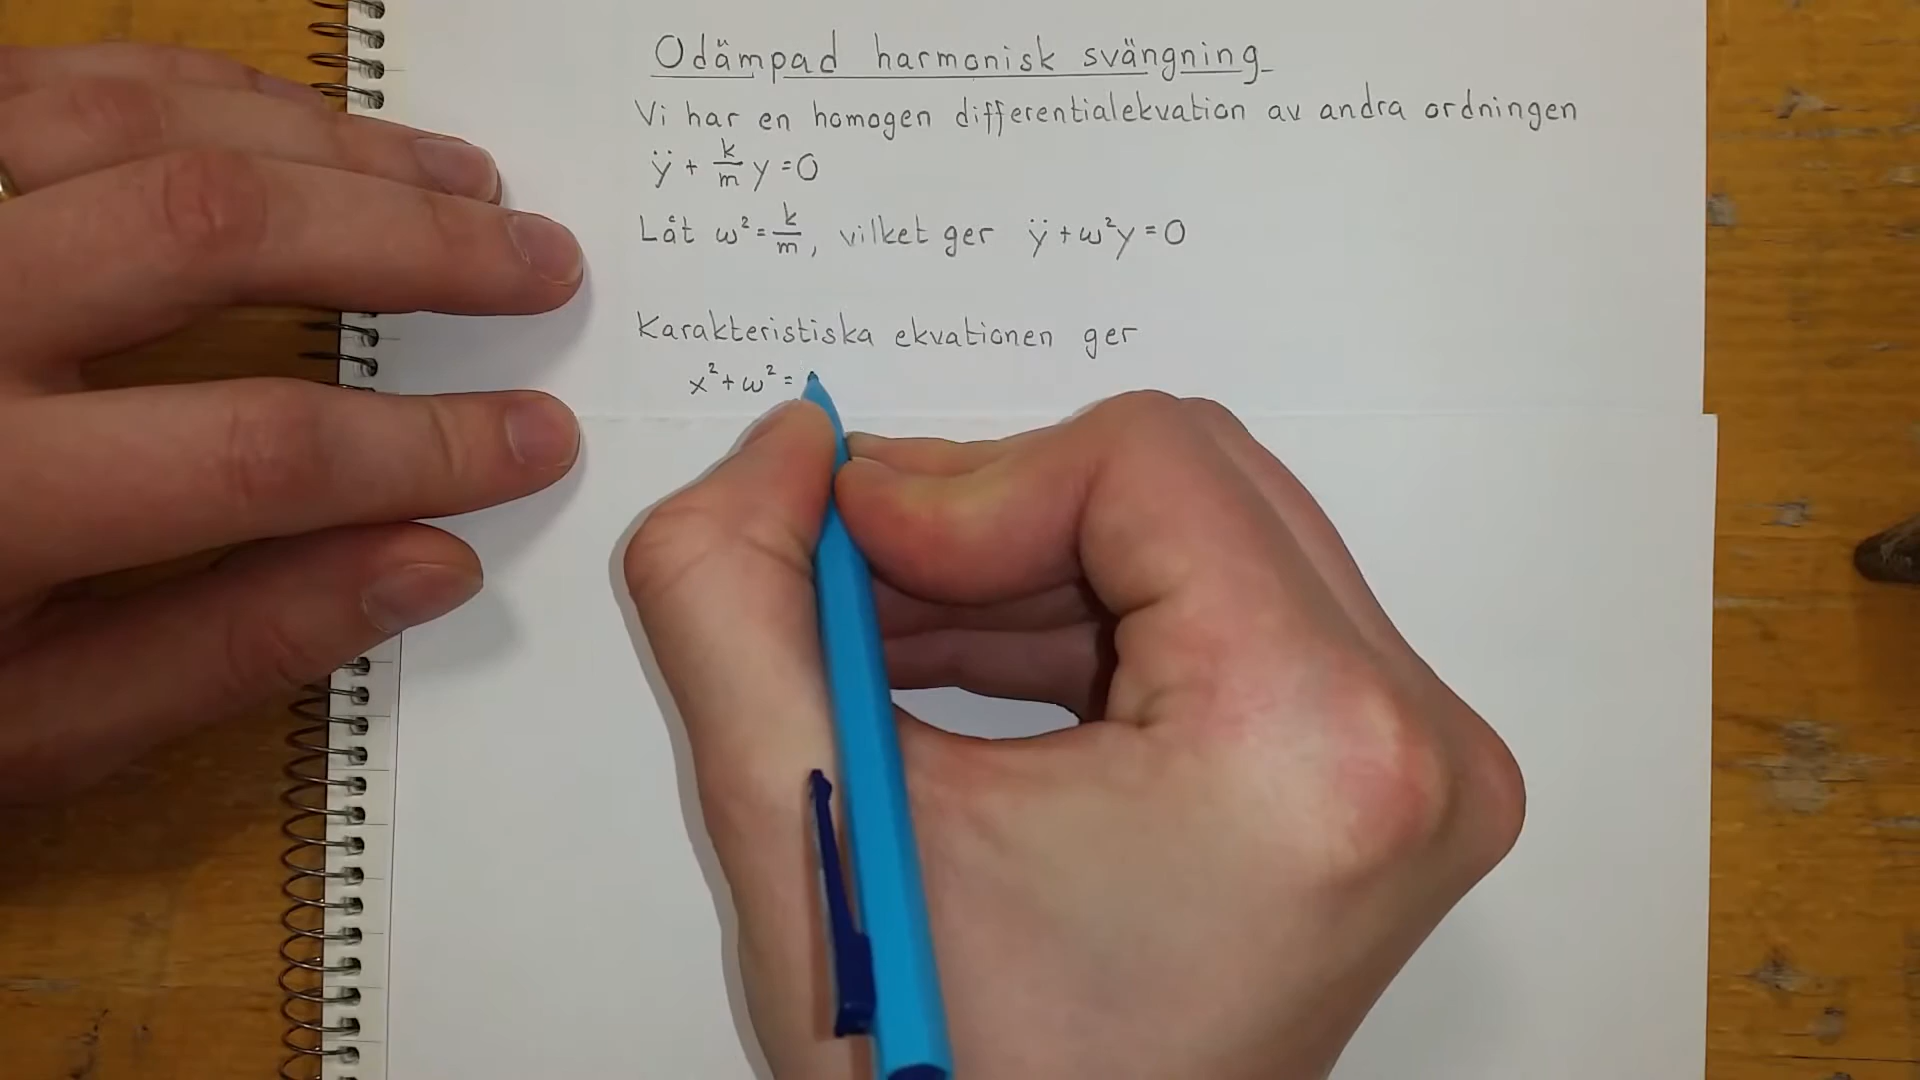 Odämpad harmonisk svängning
Vi har en homogen differentialekvation av andra ordningen
ÿ + k/m y = 0
Låt ω² = k/m, vilket ger ÿ + ω²y = 0
Karakteristiska ekvationen ger
x² + ω² =